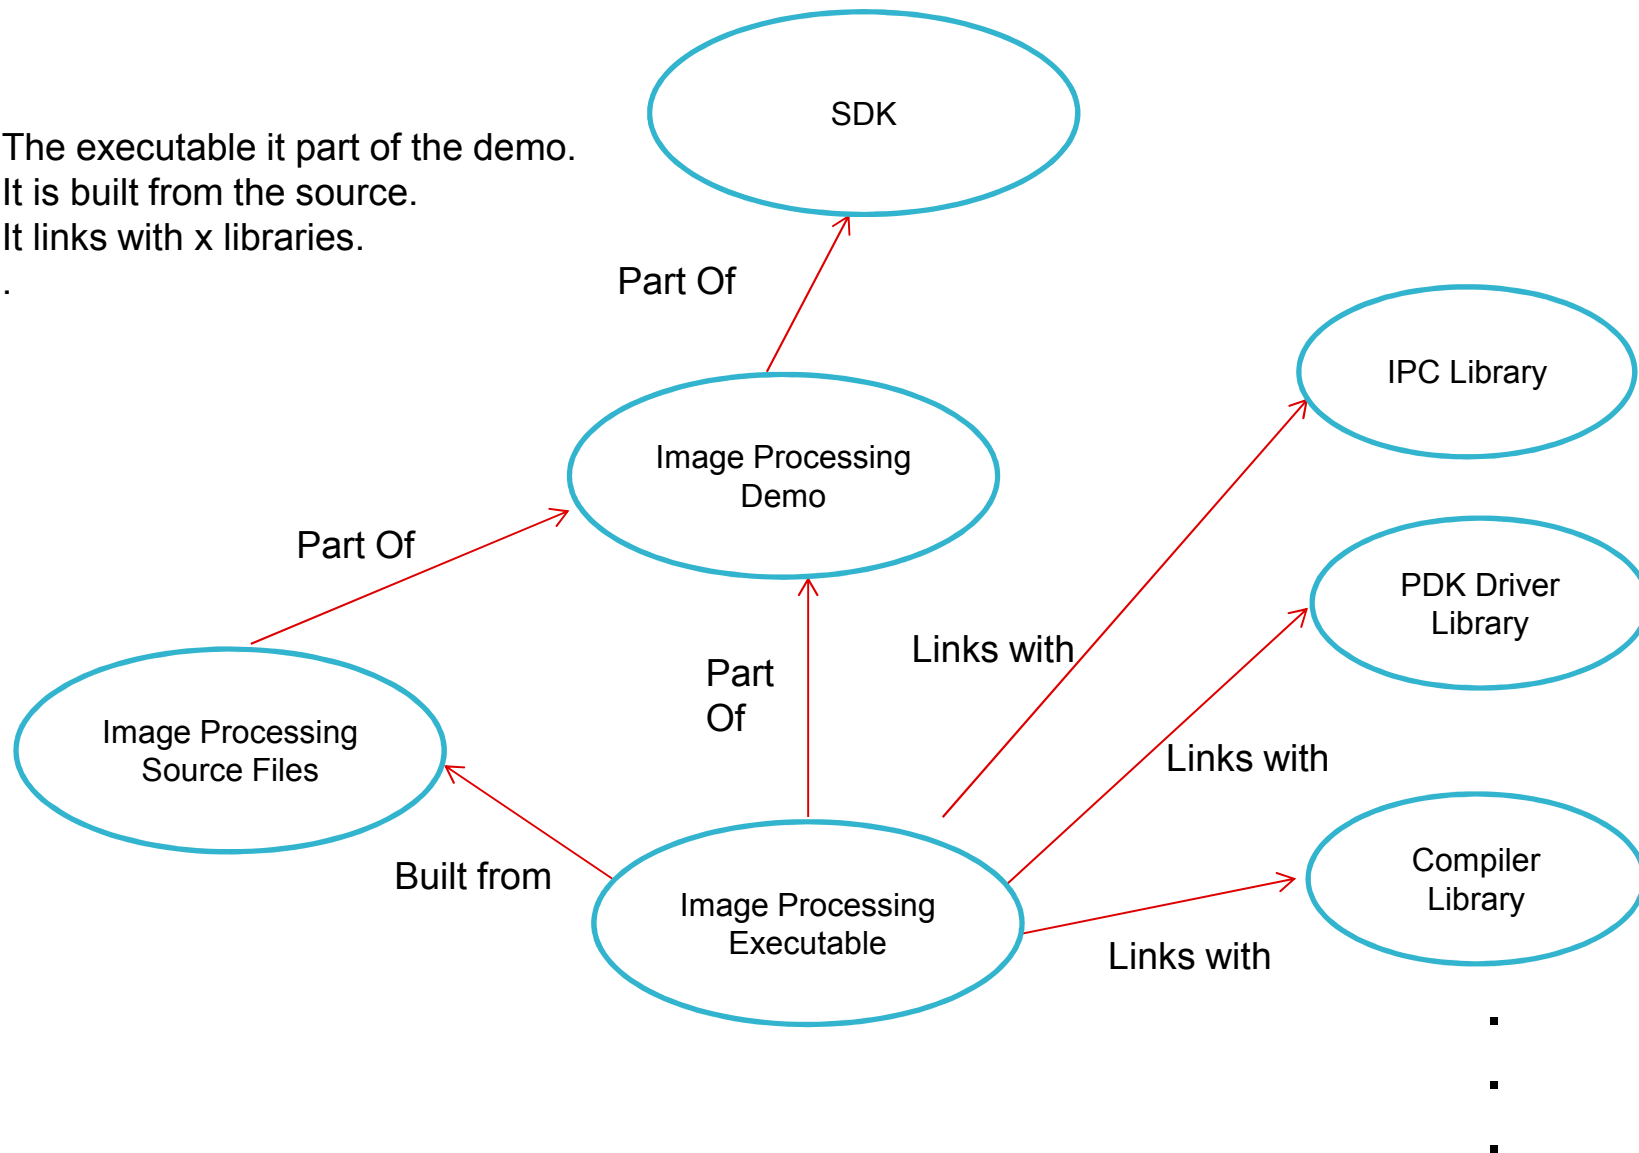 SDK
The executable it part of the demo.
It is built from the source.
It links with x libraries.
.
Part Of
IPC Library
Image Processing
Demo
Part Of
PDK Driver
Library
Links with
Part
Of
Image Processing
Source Files
Links with
Built from
Compiler
Library
Image Processing
Executable
Links with